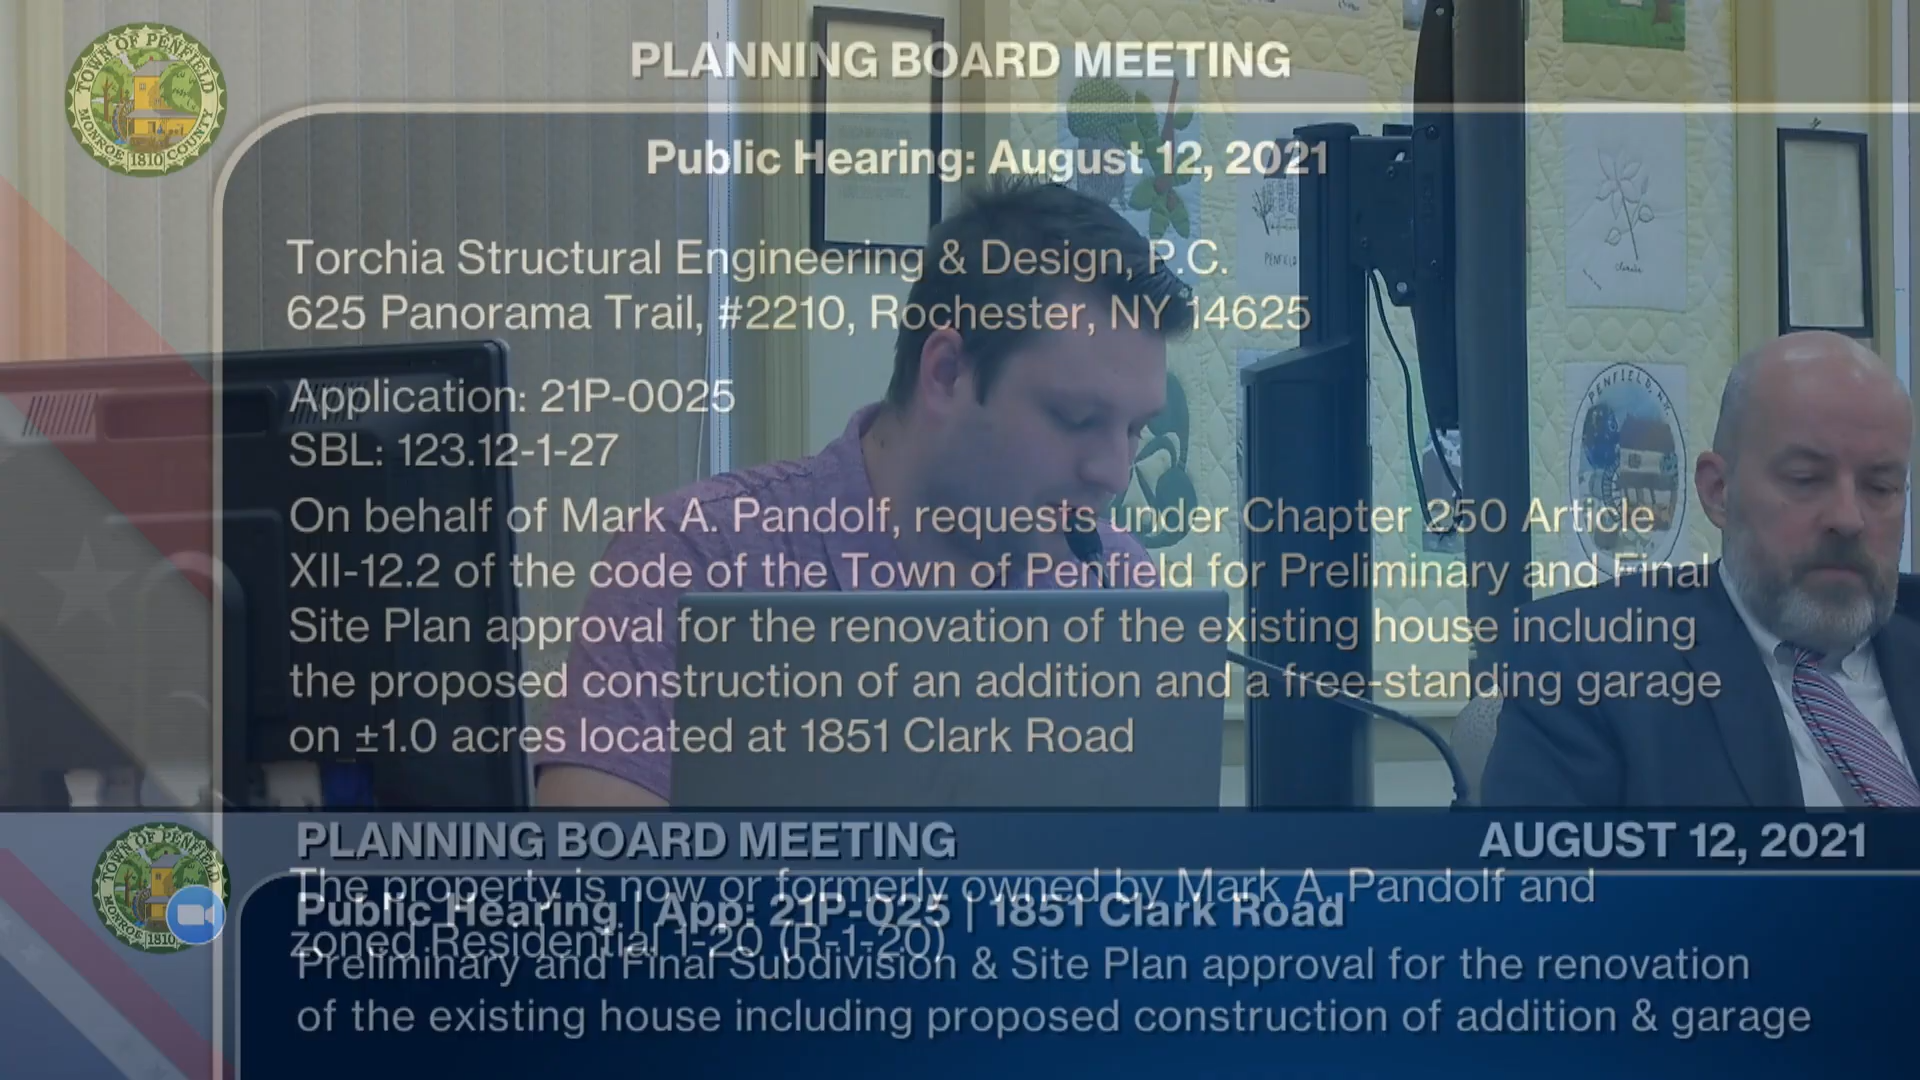 TOWN OF PENFIELD
MONROE 1810 COUNTY
PLANNING BOARD MEETING
Public Hearing: August 12, 2021
Torchia Structural Engineering & Design, P.C.
625 Panorama Trail, #2210, Rochester, NY 14625
Application: 21P-0025
SBL: 123.12-1-27
On behalf of Mark A. Pandolf, requests under Chapter 250 Article
XII-12.2 of the code of the Town of Penfield for Preliminary and Final
Site Plan approval for the renovation of the existing house including
the proposed construction of an addition and a free-standing garage
on ±1.0 acres located at 1851 Clark Road
The property is now or formerly owned by Mark A. Pandolf and
zoned Residential 1-20 (R-1-20)
PENFIELD
PENFIELD, N.Y.
TOWN OF PENFIELD
1810
PLANNING BOARD MEETING
AUGUST 12, 2021
Public Hearing | App: 21P-025 | 1851 Clark Road
Preliminary and Final Subdivision & Site Plan approval for the renovation
of the existing house including proposed construction of addition & garage